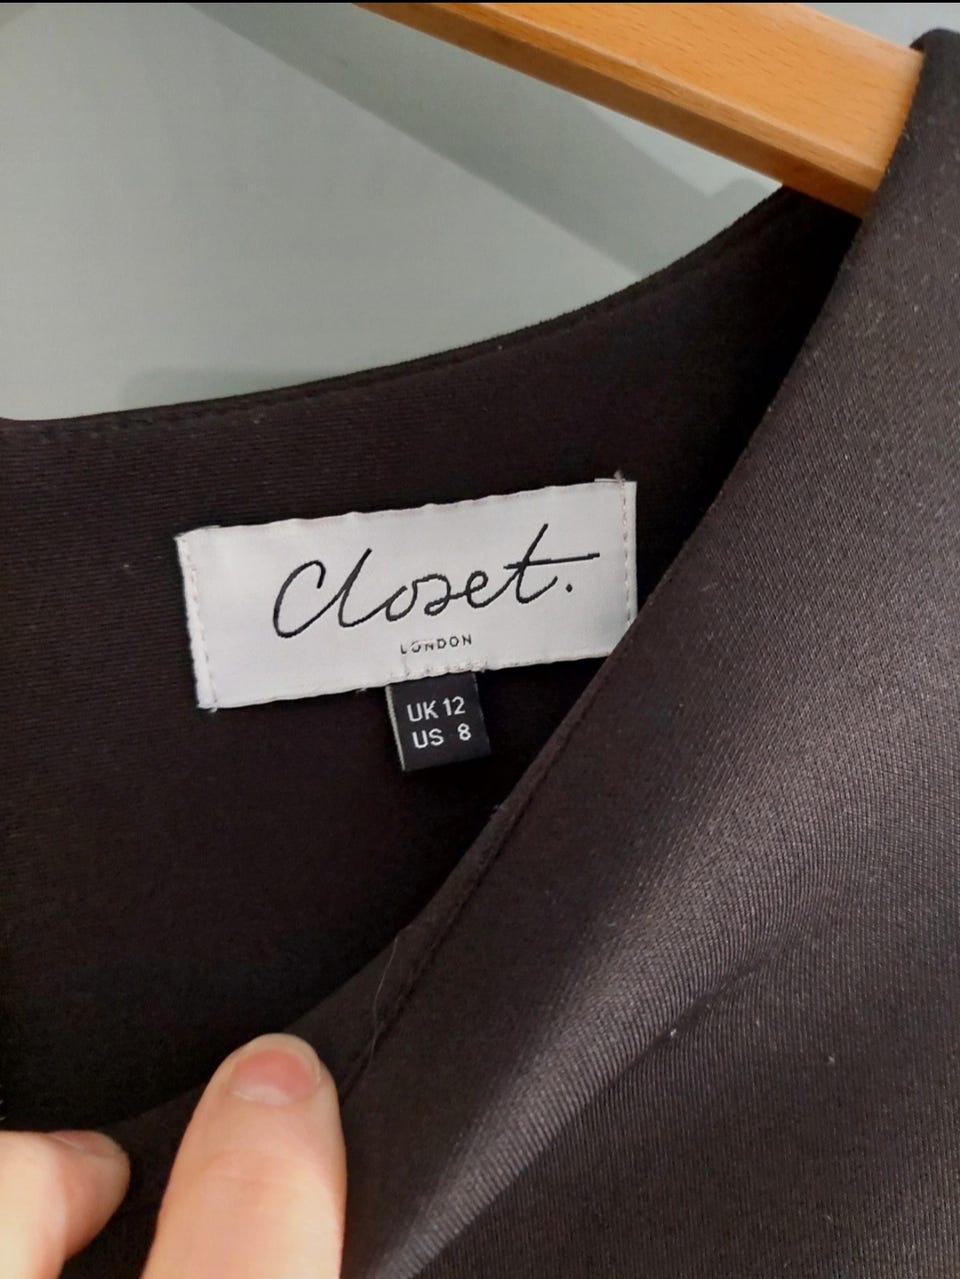 Closet.
LONDON
UK 12
US 8